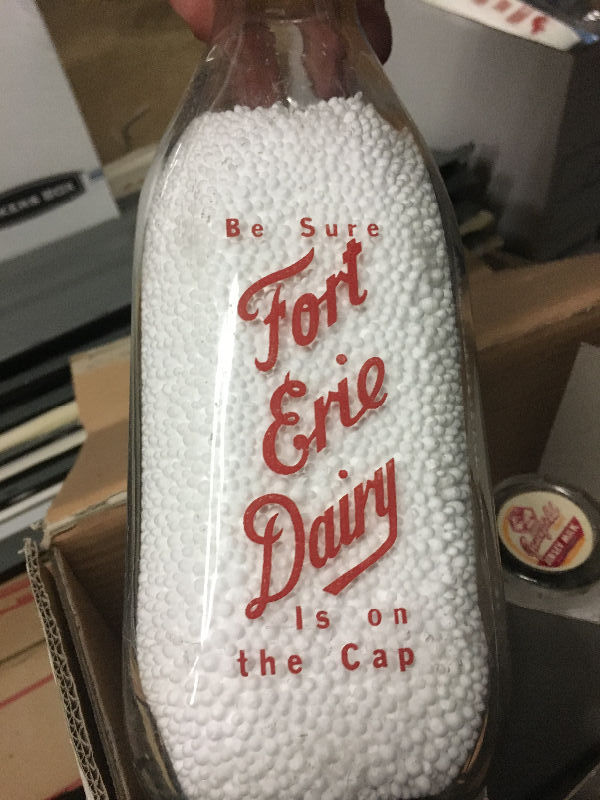 Be Sure
Fort
Erie
Dairy
Is on
the Cap